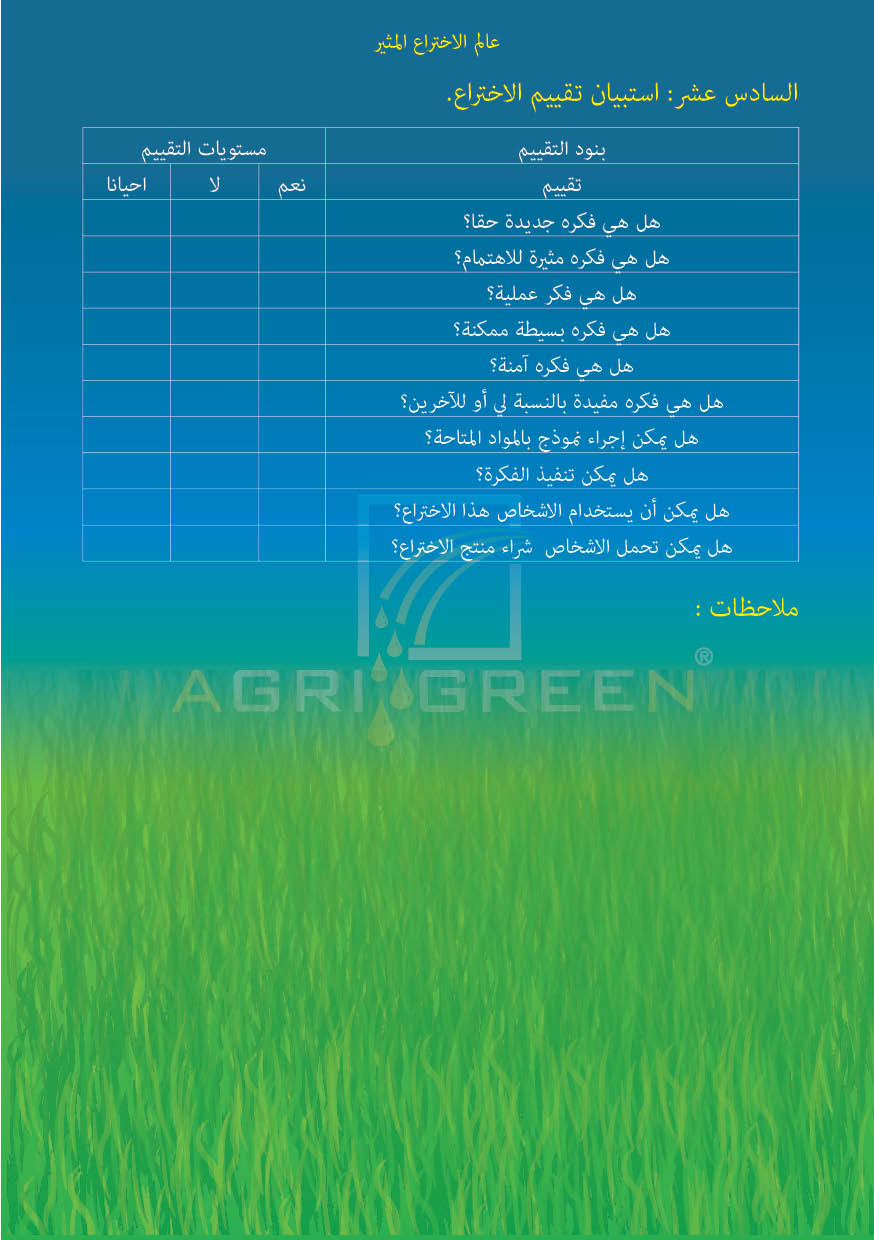 عالم الاختراع المثير
السادس عشر: استبيان تقييم الاختراع.
بنود التقييم مستويات التقييم
تقييم نعم لا احيانا
هل هي فكره جديدة حقا؟
هل هي فكره مثيرة للاهتمام؟
هل هي فكر عملية؟
هل هي فكره بسيطة ممكنة؟
هل هي فكره آمنة؟
هل هي فكره مفيدة بالنسبة لي أو للآخرين؟
هل يمكن إجراء نموذج بالمواد المتاحة؟
هل يمكن تنفيذ الفكرة؟
هل يمكن أن يستخدام الاشخاص هذا الاختراع؟
هل يمكن تحمل الاشخاص شراء منتج الاختراع؟
ملاحظات :
AGRI GREEN®